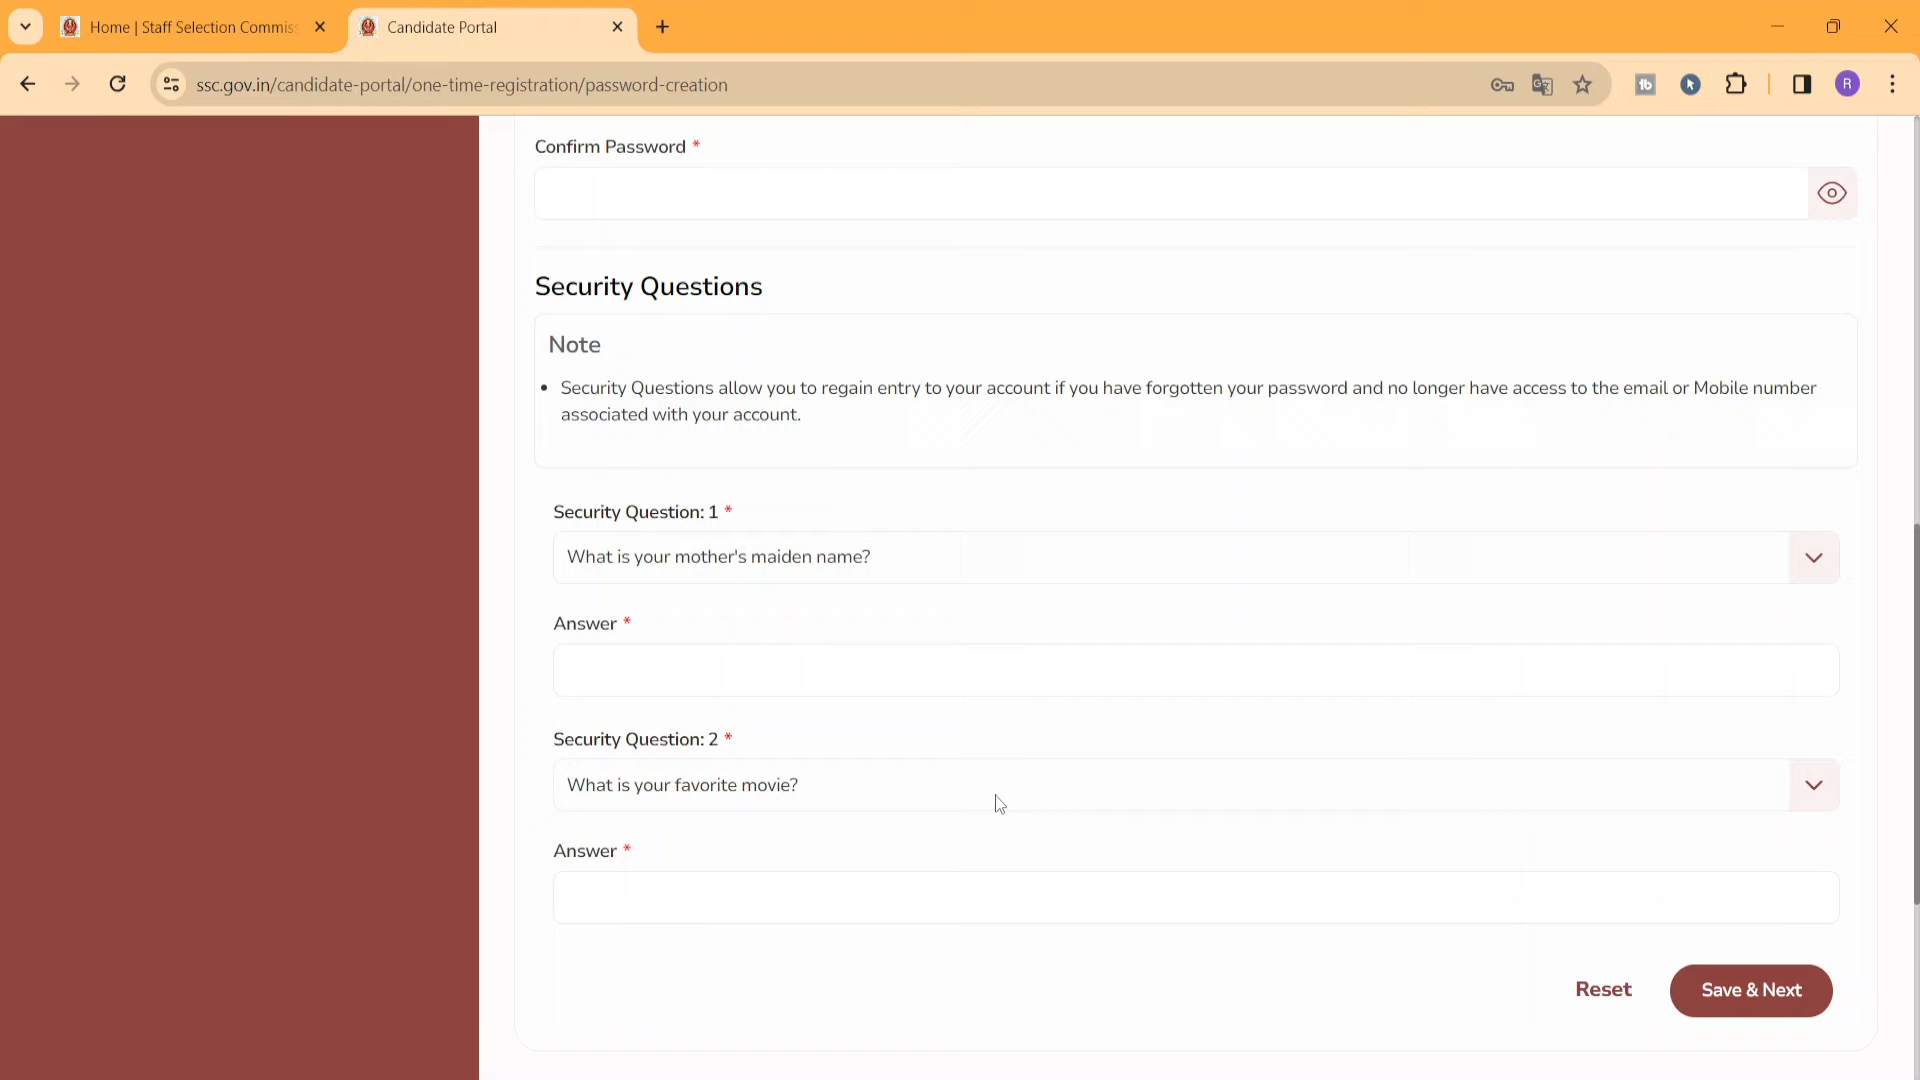 Home | Staff Selection Commis
Candidate Portal
ssc.gov.in/candidate-portal/one-time-registration/password-creation
R
Confirm Password *
Security Questions
Note
• Security Questions allow you to regain entry to your account if you have forgotten your password and no longer have access to the email or Mobile number
associated with your account.
Security Question: 1 *
What is your mother's maiden name?
Answer *
Security Question: 2 *
What is your favorite movie?
Answer *
Reset
Save & Next